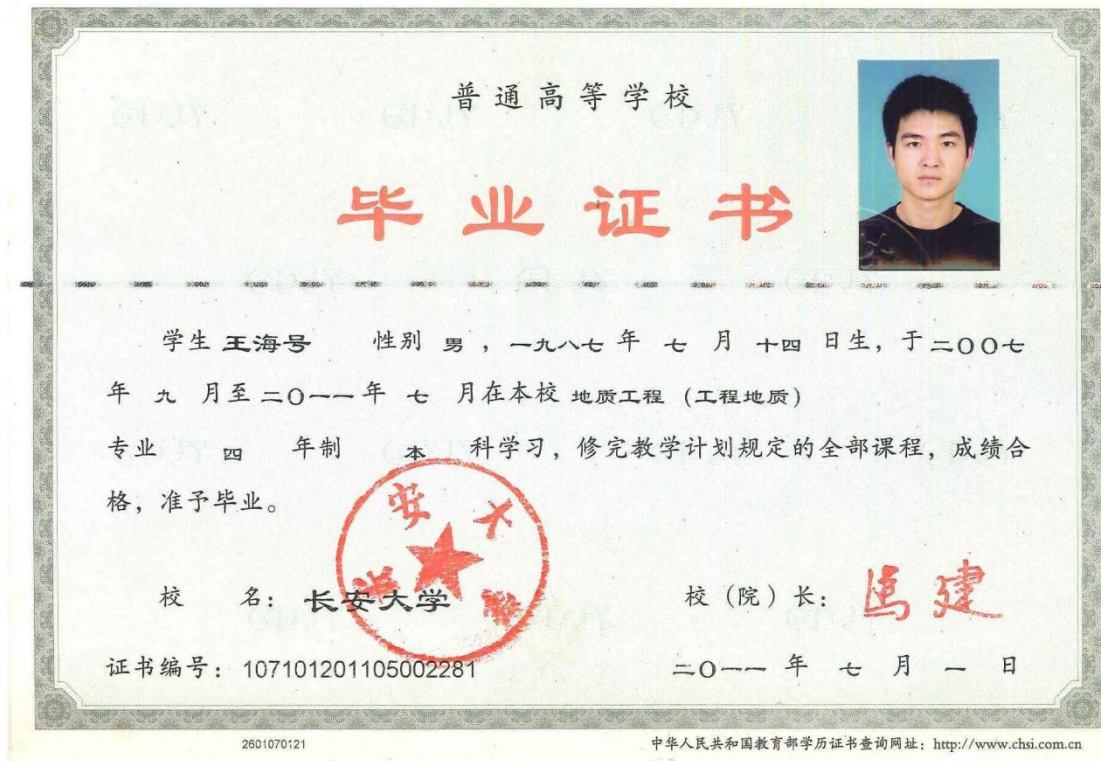 普通高等学校
毕业证书
学生 王海号 性别 男 ，一九八七 年 七 月 十四 日生，于 二〇〇七
年 九 月至 二〇一一 年 七 月在本校 地质工程（工程地质）
专业 四 年制 本 科学习，修完教学计划规定的全部课程，成绩合
格，准予毕业。
安大
校 名：长安大学 校（院）长：马建
证书编号：107101201105002281 二〇一一 年 七 月 一 日
2601070121 中华人民共和国教育部学历证书查询网址：http://www.chsi.com.cn